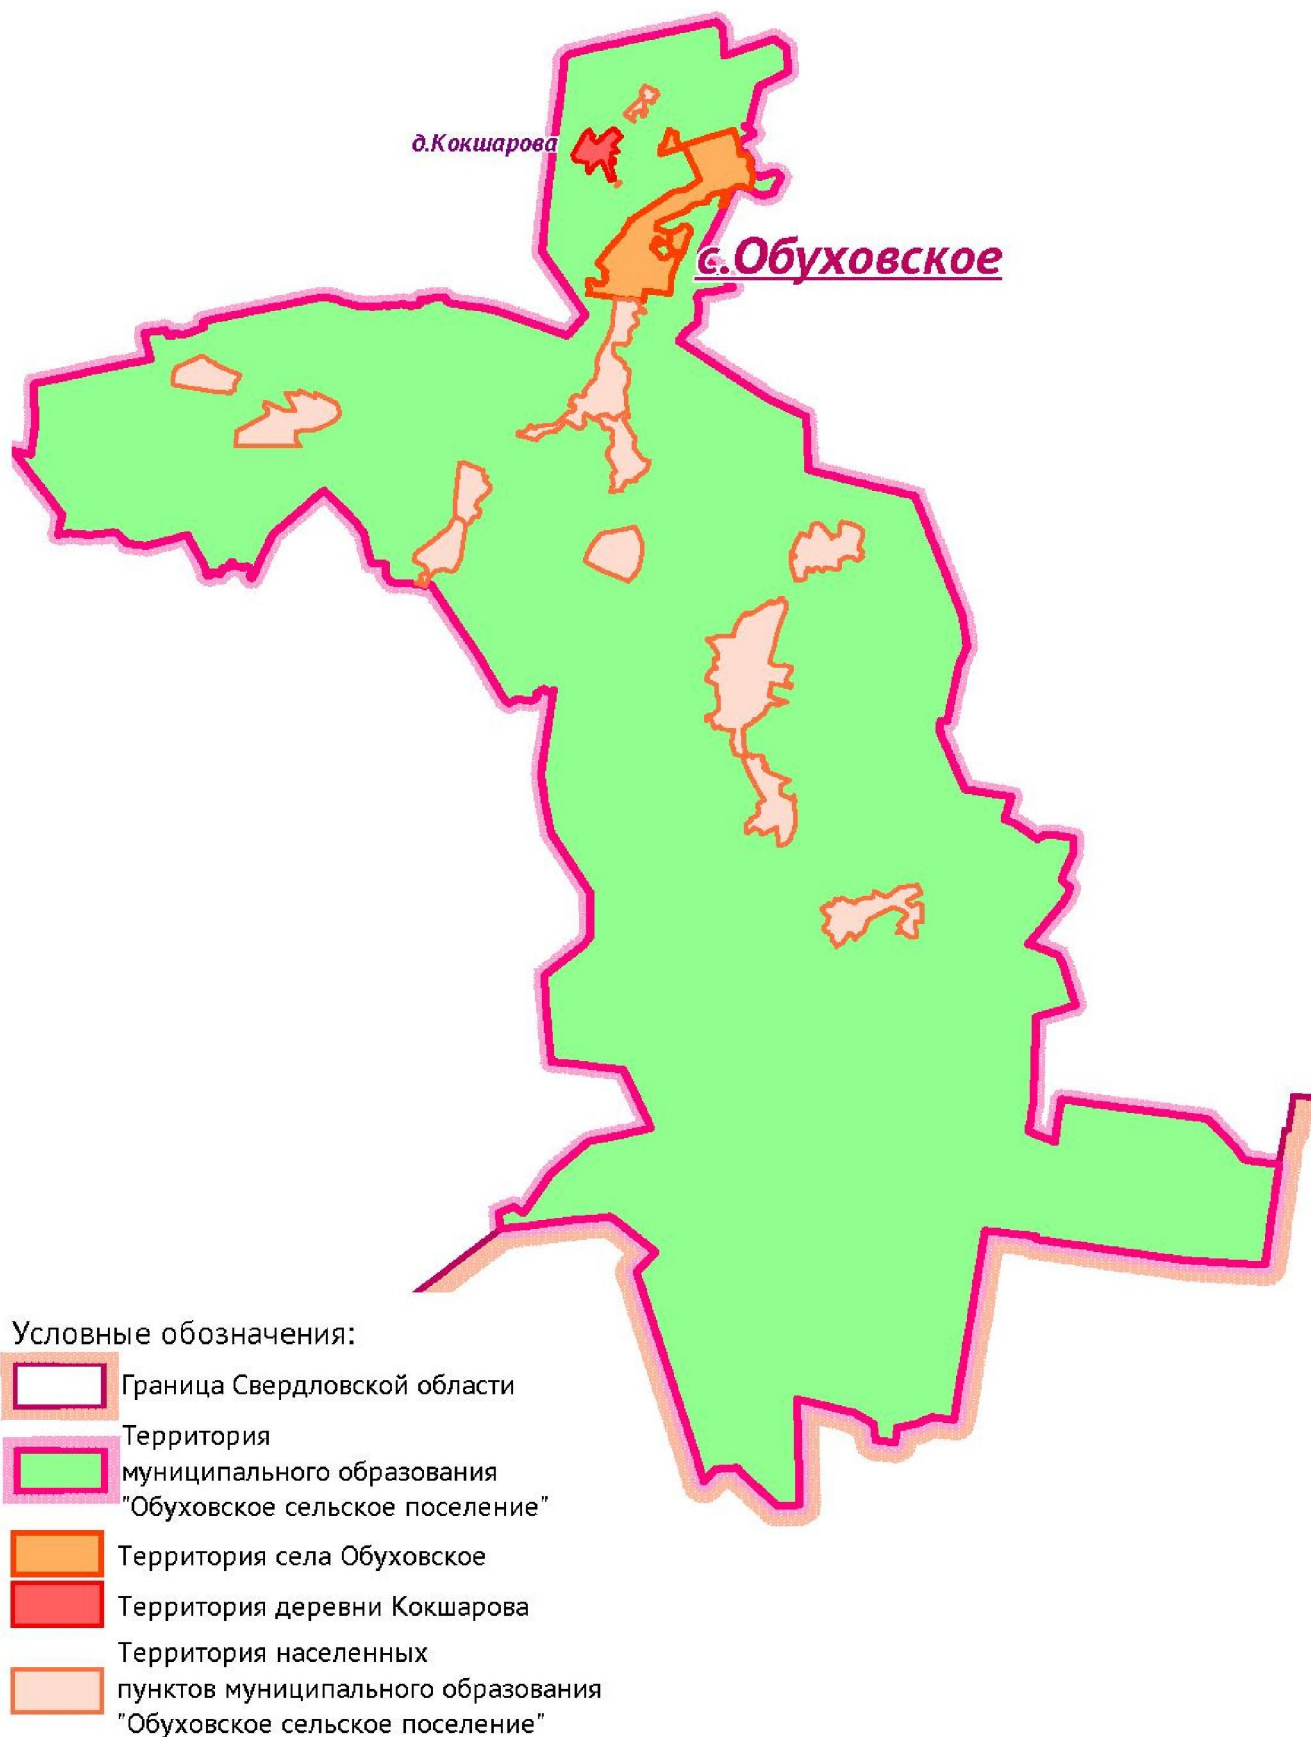 д.Кокшарова
с.Обуховское
Условные обозначения:
Граница Свердловской области
Территория
муниципального образования
"Обуховское сельское поселение"
Территория села Обуховское
Территория деревни Кокшарова
Территория населенных
пунктов муниципального образования
"Обуховское сельское поселение"